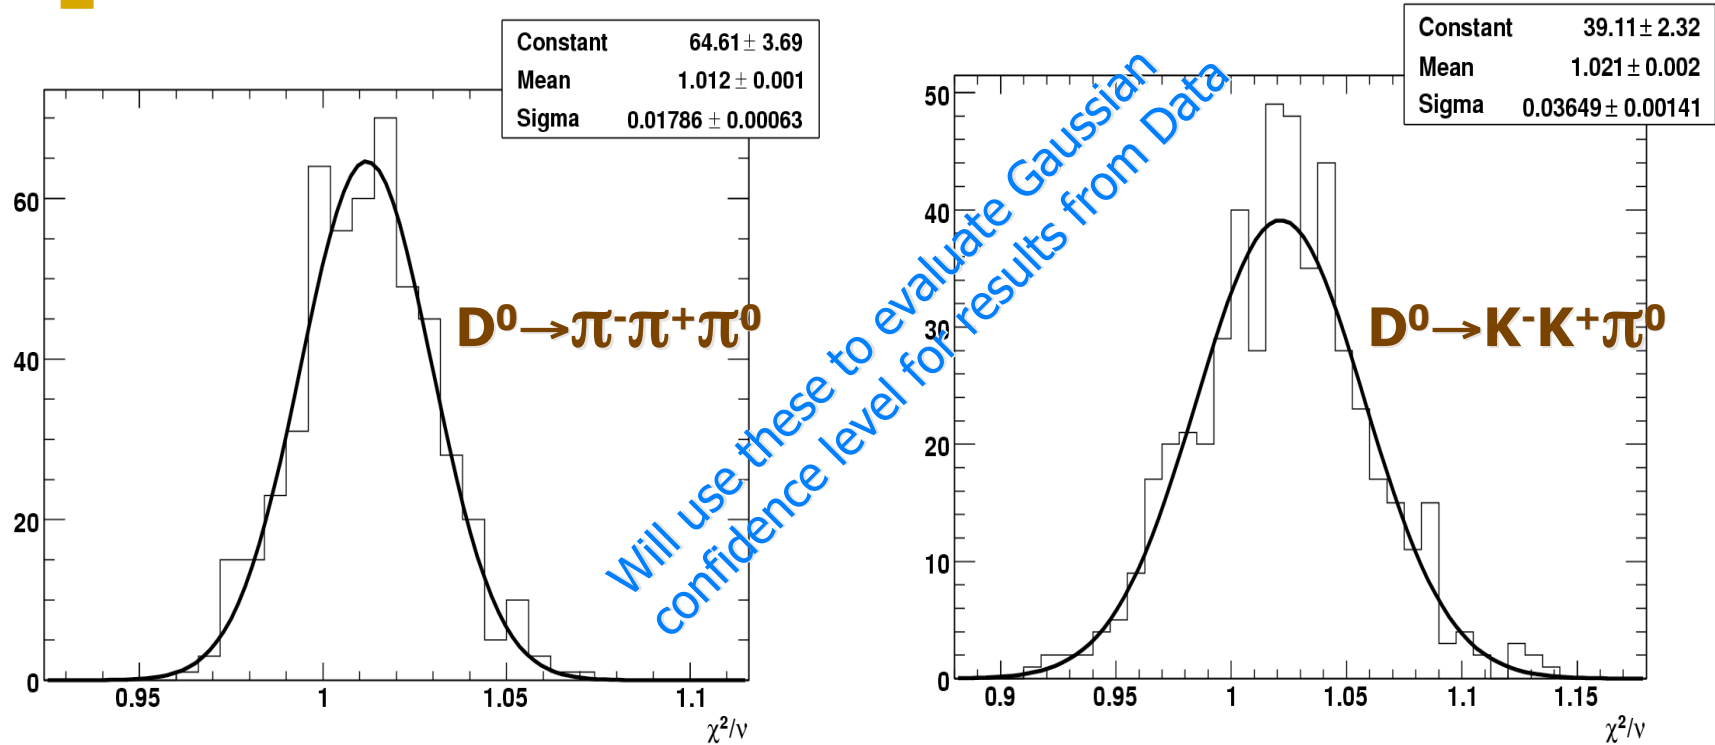 Constant 64.61 ± 3.69
Mean 1.012 ± 0.001
Sigma 0.01786 ± 0.00063
60
40
20
0
0.95 1 1.05 1.1
χ²/ν
D⁰→π⁻π⁺π⁰
Will use these to evaluate Gaussian
confidence level for results from Data
Constant 39.11 ± 2.32
Mean 1.021 ± 0.002
Sigma 0.03649 ± 0.00141
50
40
30
20
10
0
0.9 0.95 1 1.05 1.1 1.15
χ²/ν
D⁰→K⁻K⁺π⁰